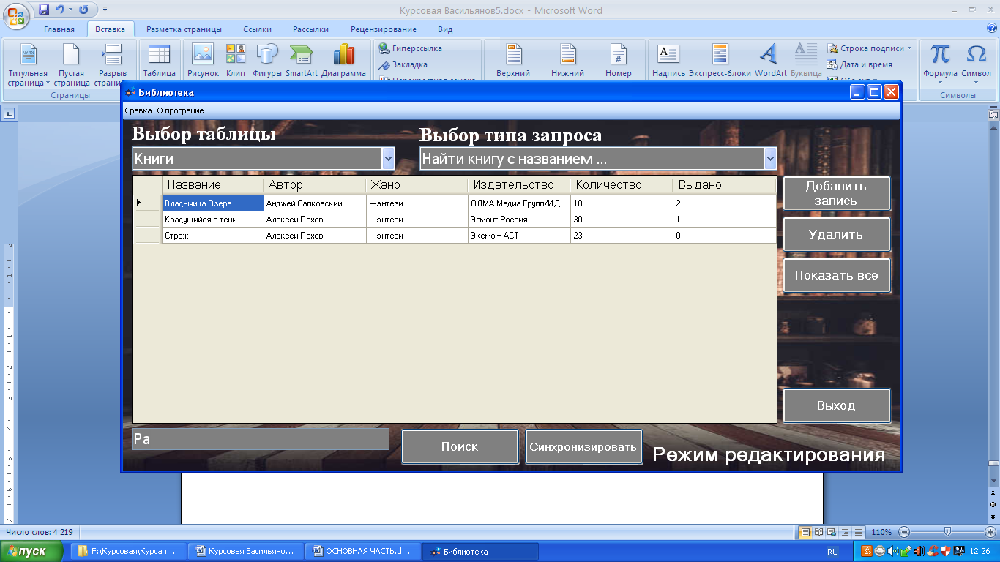 Курсовая Васильянов5.docx - Microsoft Word
Главная Вставка Разметка страницы Ссылки Рассылки Рецензирование Вид
Титульная страница
Пустая страница
Разрыв
Таблица
Рисунок
Клип
Фигуры
SmartArt
Диаграмма
Гиперссылка
Закладка
Верхний
Нижний
Номер
Надпись
Экспресс-блоки
WordArt
Буквица
Строка подписи
Дата и время
Формула
Символ
Страницы
Символы
Библиотека
Сравка О программе
Выбор таблицы
Выбор типа запроса
Книги
Найти книгу с названием ...
Название Автор Жанр Издательство Количество Выдано
Владычица Озера Анджей Сапковский Фэнтези ОЛМА Медиа Групп/ИД... 18 2
Крадущийся в тени Алексей Пехов Фэнтези Эгмонт Россия 30 1
Страж Алексей Пехов Фэнтези Эксмо – АСТ 23 0
Добавить запись
Удалить
Показать все
Выход
Ра
Поиск
Синхронизировать
Режим редактирования
Число слов: 4 219
110%
пуск
F:\Курсовая\Курсач...
Курсовая Васильяно...
ОСНОВНАЯ ЧАСТЬ.d...
Библиотека
RU
12:26